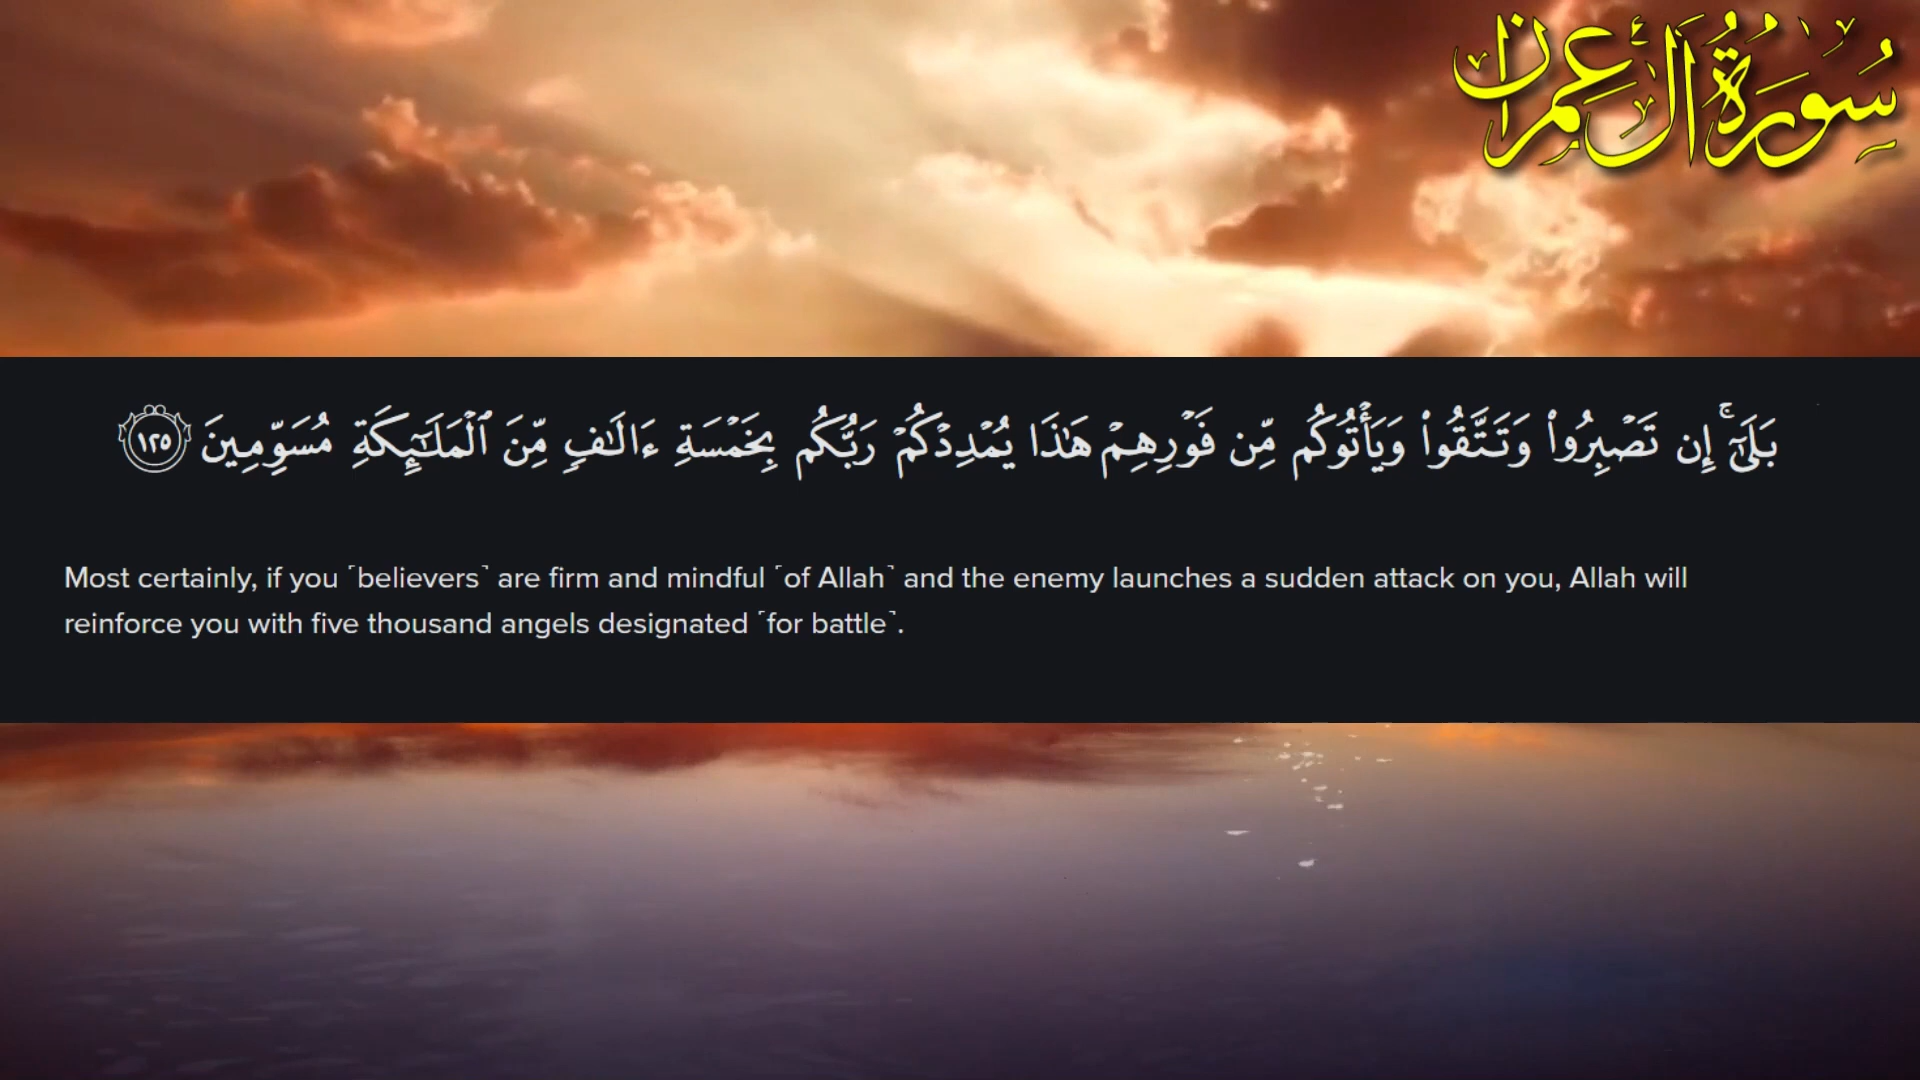 سُورَةُ آلِ عِمْرَان
بَلَىٰٓۚ إِن تَصۡبِرُواْ وَتَتَّقُواْ وَيَأۡتُوكُم مِّن فَوۡرِهِمۡ هَٰذَا يُمۡدِدۡكُمۡ رَبُّكُم بِخَمۡسَةِ ءَالَٰفٖ مِّنَ ٱلۡمَلَٰٓئِكَةِ مُسَوِّمِينَ ١٢٥
Most certainly, if you ˹believers˺ are firm and mindful ˹of Allah˺ and the enemy launches a sudden attack on you, Allah will
reinforce you with five thousand angels designated ˹for battle˺.